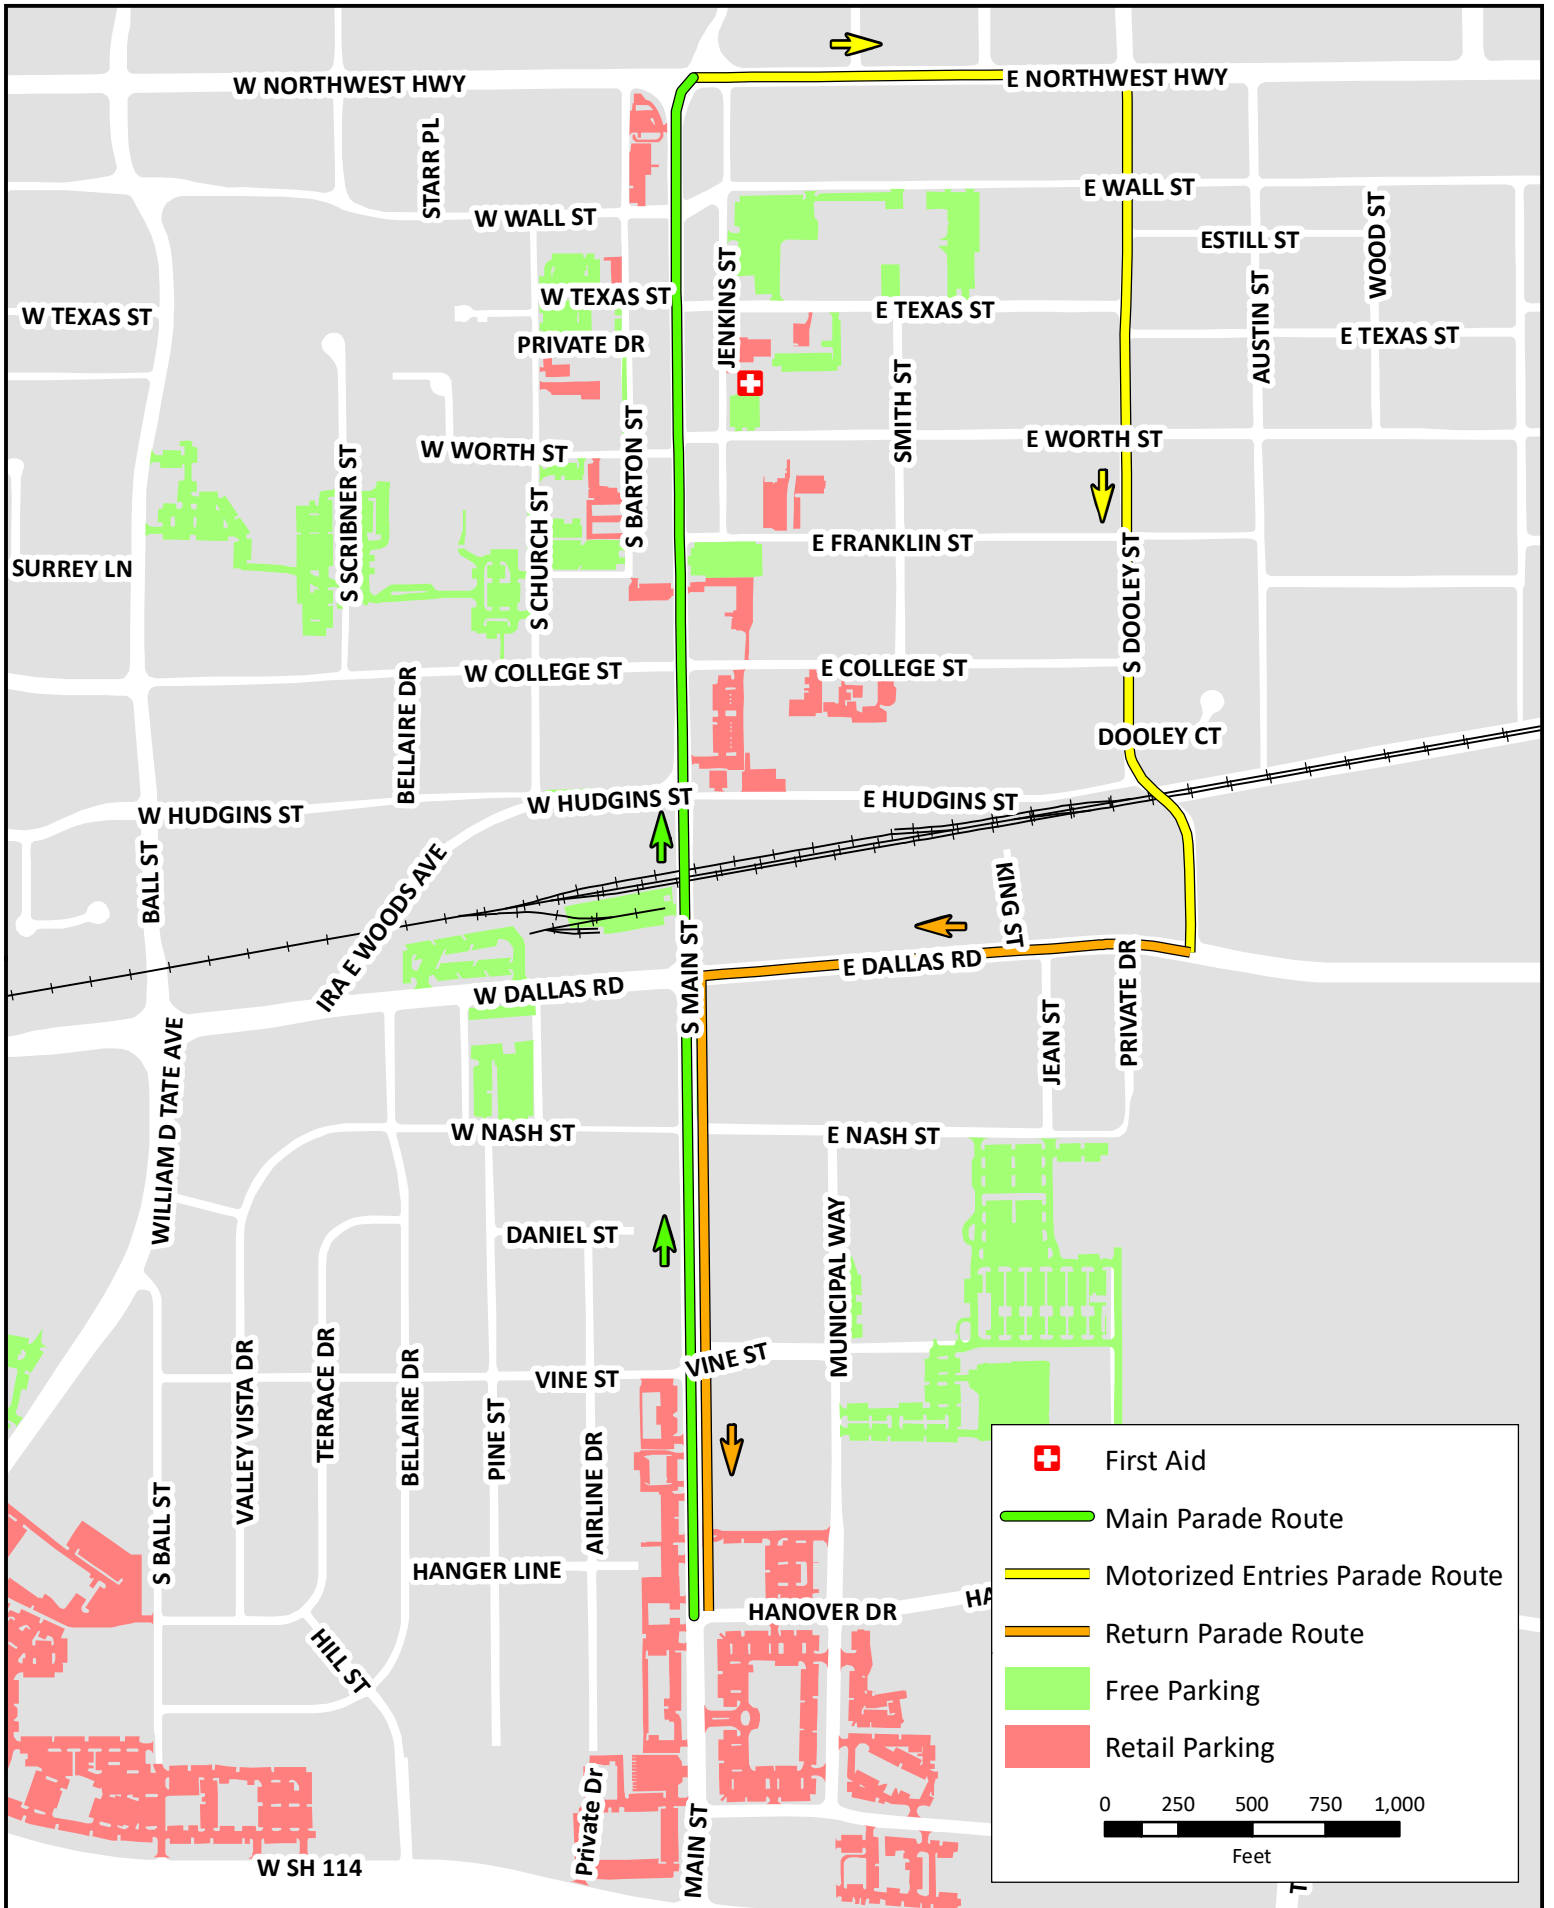 W NORTHWEST HWY
E NORTHWEST HWY
STARR PL
E WALL ST
W WALL ST
WOOD ST
ESTILL ST
JENKINS ST
W TEXAS ST
AUSTIN ST
E TEXAS ST
W TEXAS ST
E TEXAS ST
PRIVATE DR
SMITH ST
S BARTON ST
E WORTH ST
W WORTH ST
S SCRIBNER ST
S CHURCH ST
E FRANKLIN ST
S DOOLEY ST
SURREY LN
E COLLEGE ST
W COLLEGE ST
BELLAIRE DR
DOOLEY CT
W HUDGINS ST
E HUDGINS ST
W HUDGINS ST
BALL ST
IRA E WOODS AVE
KING ST
S MAIN ST
E DALLAS RD
W DALLAS RD
PRIVATE DR
JEAN ST
WILLIAM D TATE AVE
W NASH ST
E NASH ST
MUNICIPAL WAY
DANIEL ST
VINE ST
VINE ST
VALLEY VISTA DR
TERRACE DR
BELLAIRE DR
PINE ST
AIRLINE DR
S BALL ST
HANGER LINE
HANOVER DR
HA
HILL ST
Private Dr
MAIN ST
W SH 114
T
First Aid
Main Parade Route
Motorized Entries Parade Route
Return Parade Route
Free Parking
Retail Parking
0 250 500 750 1,000
Feet